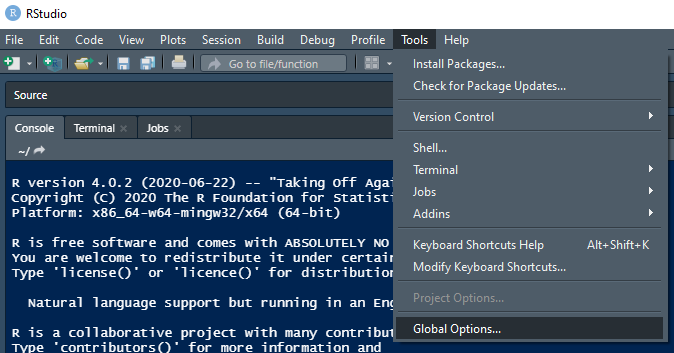 RStudio
File Edit Code View Plots Session Build Debug Profile Tools Help
Go to file/function
Install Packages...
Check for Package Updates...
Version Control
Shell...
Terminal
Jobs
Addins
Keyboard Shortcuts Help Alt+Shift+K
Modify Keyboard Shortcuts...
Project Options...
Global Options...
Source
Console Terminal Jobs
~/
R version 4.0.2 (2020-06-22) -- "Taking Off Agai
Copyright (C) 2020 The R Foundation for Statisti
Platform: x86_64-w64-mingw32/x64 (64-bit)
R is free software and comes with ABSOLUTELY NO
You are welcome to redistribute it under certain
Type 'license()' or 'licence()' for distribution
Natural language support but running in an Eng
R is a collaborative project with many contribut
Type 'contributors()' for more information and